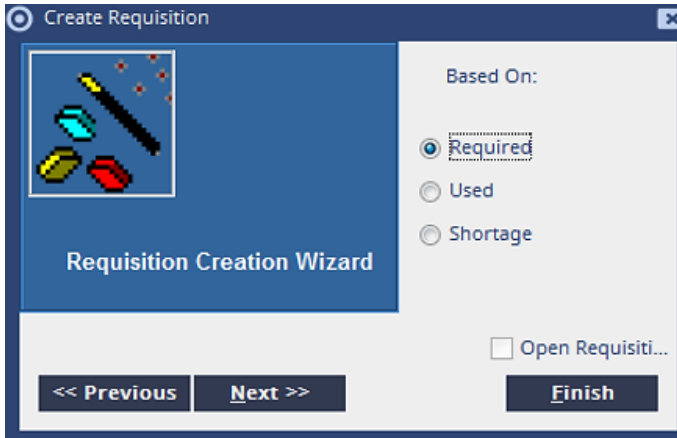 Create Requisition
Based On:
Required
Used
Shortage
Requisition Creation Wizard
Open Requisiti...
<< Previous
Next >>
Finish